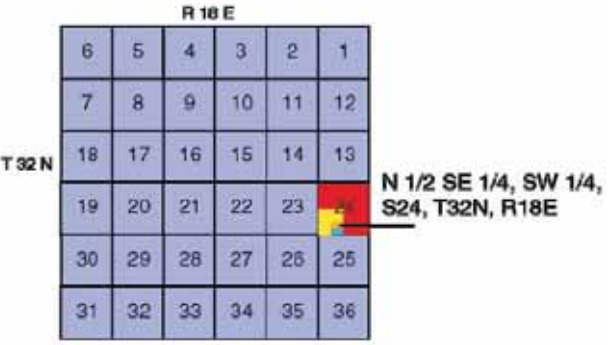 R 18 E
6 5 4 3 2 1
7 8 9 10 11 12
T 32 N 18 17 16 15 14 13
N 1/2 SE 1/4, SW 1/4,
19 20 21 22 23 24
S24, T32N, R18E
30 29 28 27 26 25
31 32 33 34 35 36